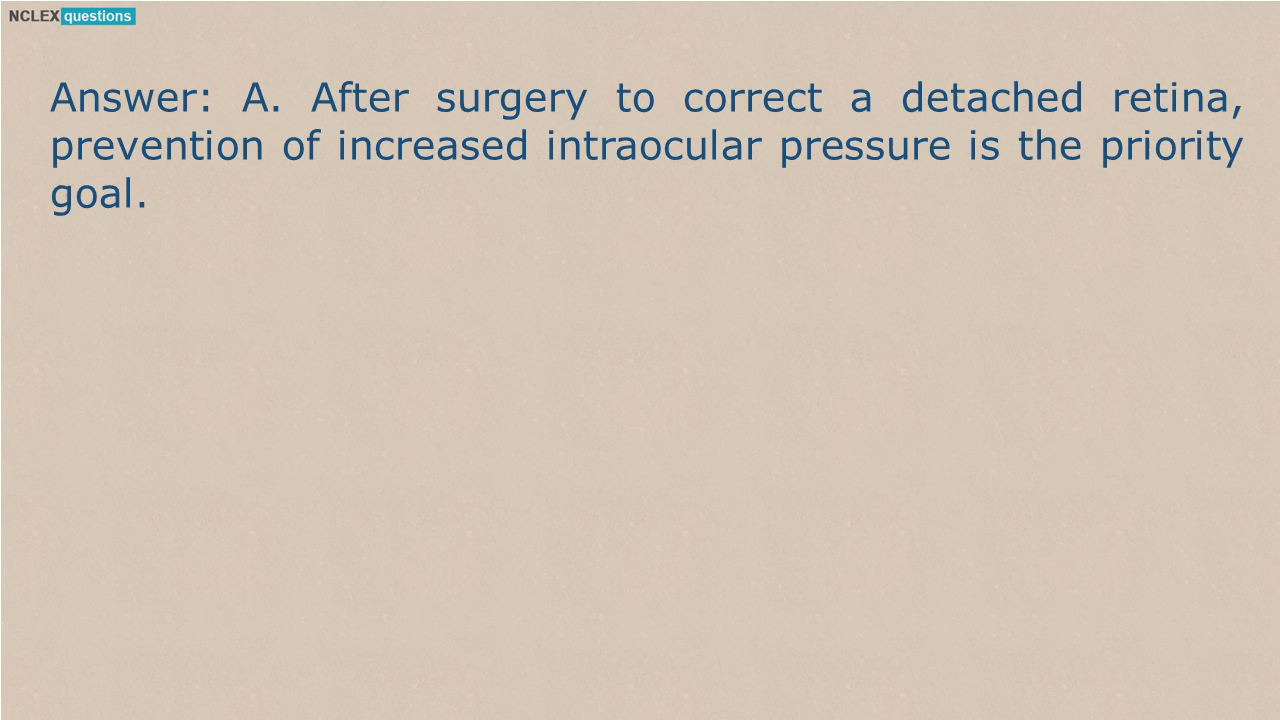 NCLEX questions
Answer: A. After surgery to correct a detached retina,
prevention of increased intraocular pressure is the priority
goal.